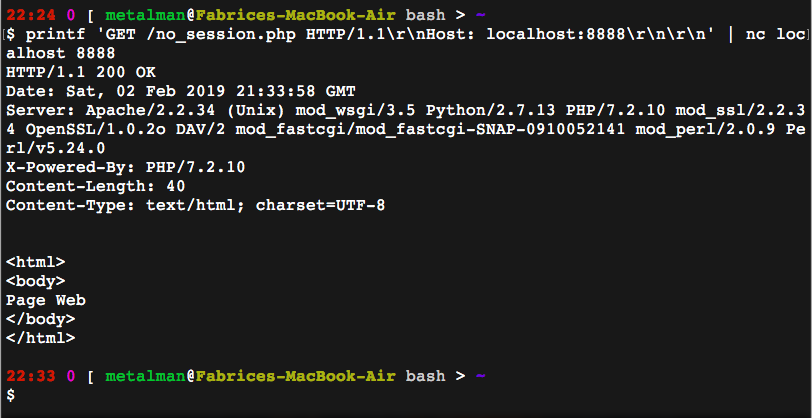 22:24 0 [ metalman@Fabrices-MacBook-Air bash > ~
[$ printf 'GET /no_session.php HTTP/1.1\r\nHost: localhost:8888\r\n\r\n' | nc loc]
alhost 8888
HTTP/1.1 200 OK
Date: Sat, 02 Feb 2019 21:33:58 GMT
Server: Apache/2.2.34 (Unix) mod_wsgi/3.5 Python/2.7.13 PHP/7.2.10 mod_ssl/2.2.3
4 OpenSSL/1.0.2o DAV/2 mod_fastcgi/mod_fastcgi-SNAP-0910052141 mod_perl/2.0.9 Pe
rl/v5.24.0
X-Powered-By: PHP/7.2.10
Content-Length: 40
Content-Type: text/html; charset=UTF-8
<html>
<body>
Page Web
</body>
</html>
22:33 0 [ metalman@Fabrices-MacBook-Air bash > ~
$